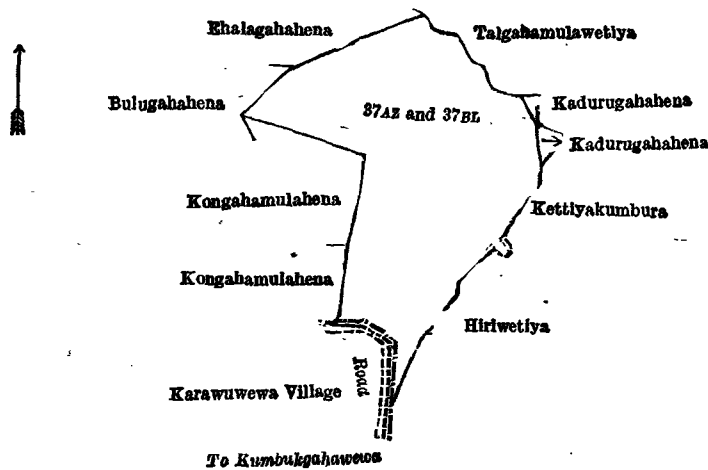 Ehalagahahena
Talgahamulawetiya
Bulugahahena
37AZ and 37BL
Kadurugahahena
Kadurugahahena
Kongahamulahena
Kettiyakumbura
Kongahamulahena
Hiriwetiya
Road
Karawuwewa Village
To Kumbukgahawewa